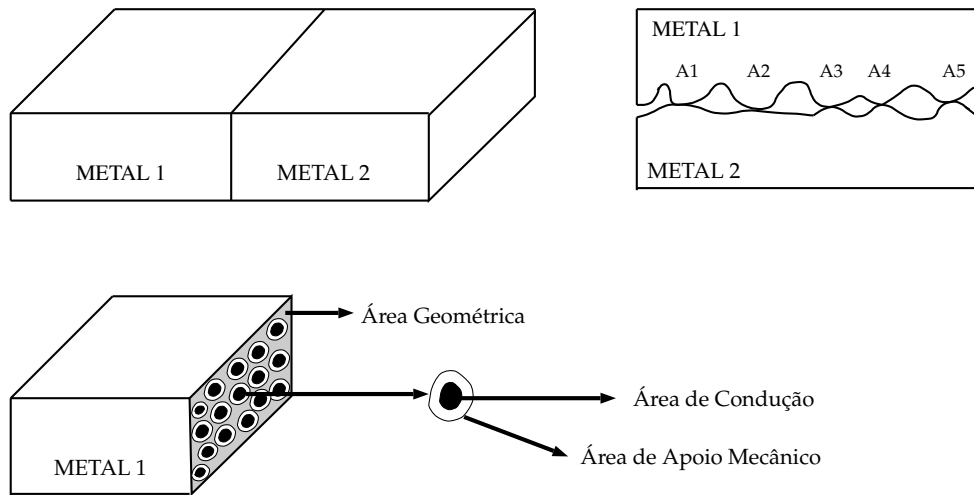 METAL 1
METAL 2
METAL 1
A1 A2 A3 A4 A5
METAL 2
METAL 1
Área Geométrica
Área de Condução
Área de Apoio Mecânico